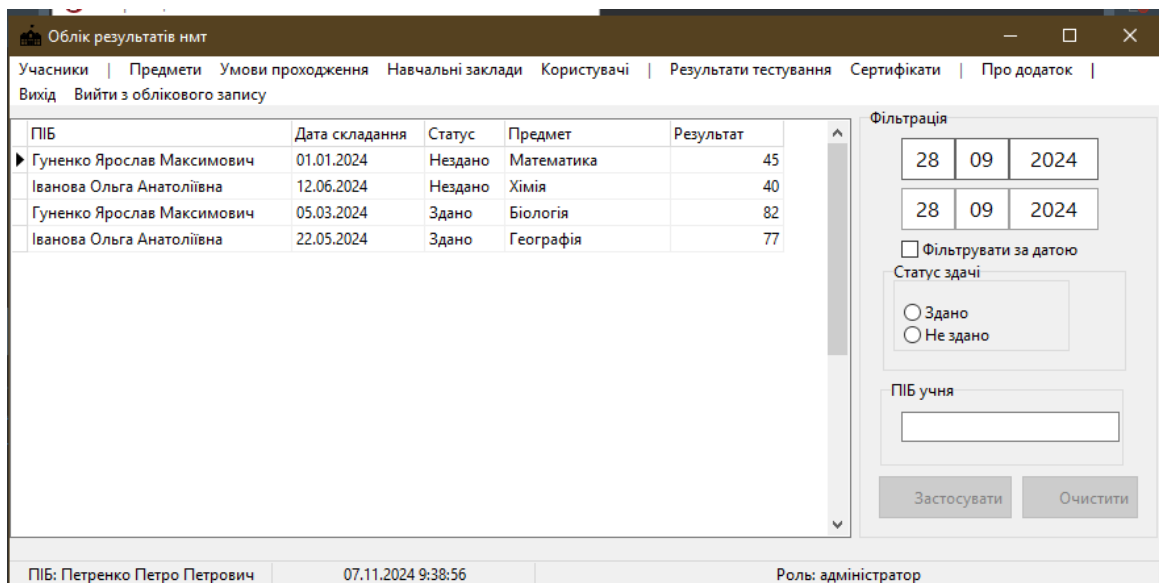 Облік результатів нмт
Учасники | Предмети Умови проходження Навчальні заклади Користувачі | Результати тестування Сертифікати | Про додаток |
Вихід Вийти з облікового запису
ПІБ Дата складання Статус Предмет Результат
Гуненко Ярослав Максимович 01.01.2024 Нездано Математика 45
Іванова Ольга Анатоліївна 12.06.2024 Нездано Хімія 40
Гуненко Ярослав Максимович 05.03.2024 Здано Біологія 82
Іванова Ольга Анатоліївна 22.05.2024 Здано Географія 77
Фільтрація
28 09 2024
28 09 2024
Фільтрувати за датою
Статус здачі
Здано
Не здано
ПІБ учня
Застосувати Очистити
ПІБ: Петренко Петро Петрович 07.11.2024 9:38:56 Роль: адміністратор